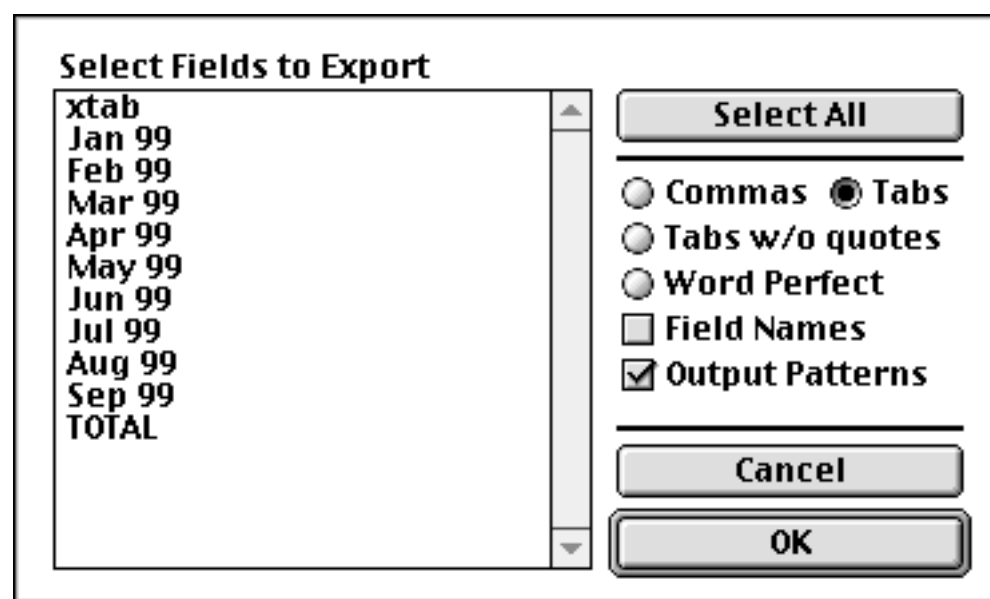 Select Fields to Export
xtab
Jan 99
Feb 99
Mar 99
Apr 99
May 99
Jun 99
Jul 99
Aug 99
Sep 99
TOTAL
Select All
Commas Tabs
Tabs w/o quotes
Word Perfect
Field Names
Output Patterns
Cancel
OK